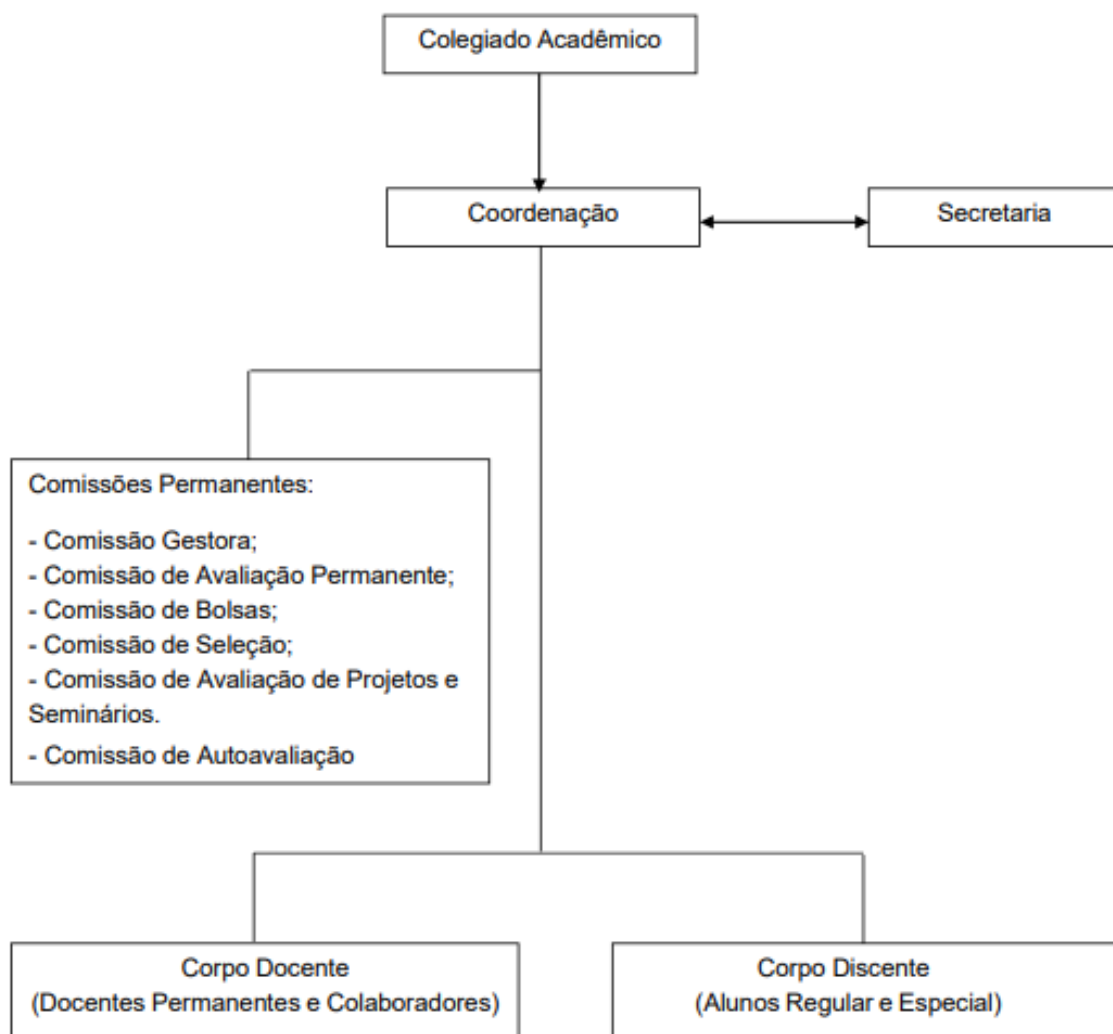 Colegiado Acadêmico
Coordenação
Secretaria
Comissões Permanentes:
- Comissão Gestora;
- Comissão de Avaliação Permanente;
- Comissão de Bolsas;
- Comissão de Seleção;
- Comissão de Avaliação de Projetos e
Seminários.
- Comissão de Autoavaliação
Corpo Docente
(Docentes Permanentes e Colaboradores)
Corpo Discente
(Alunos Regular e Especial)